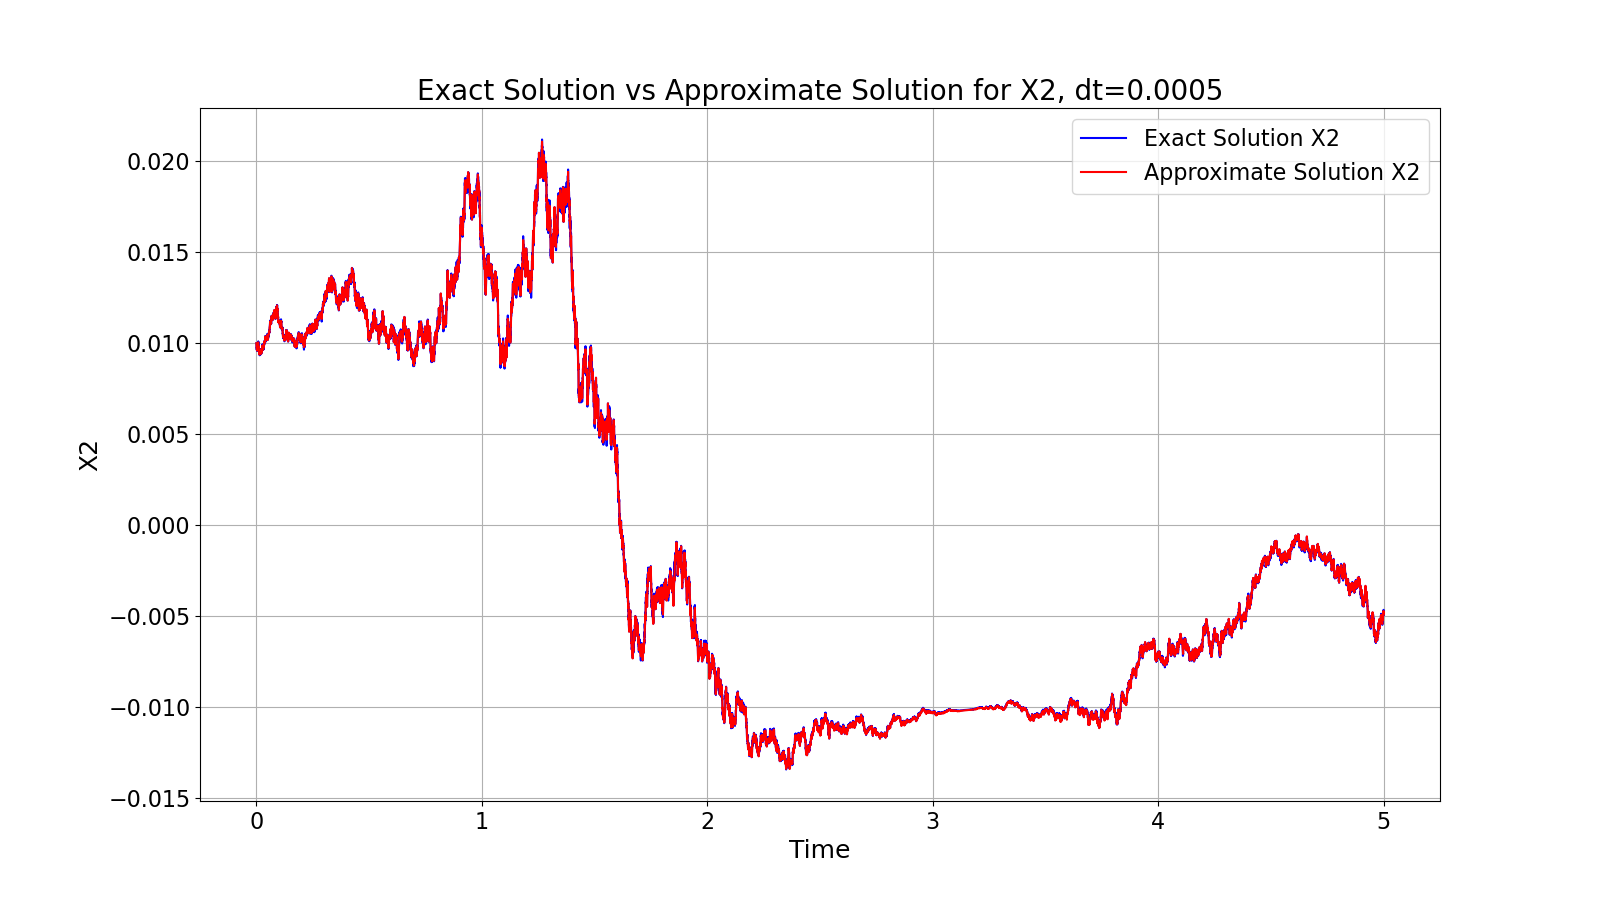 Exact Solution vs Approximate Solution for X2, dt=0.0005
Exact Solution X2
Approximate Solution X2
0.020
0.015
0.010
0.005
0.000
−0.005
−0.010
−0.015
X2
0 1 2 3 4 5
Time